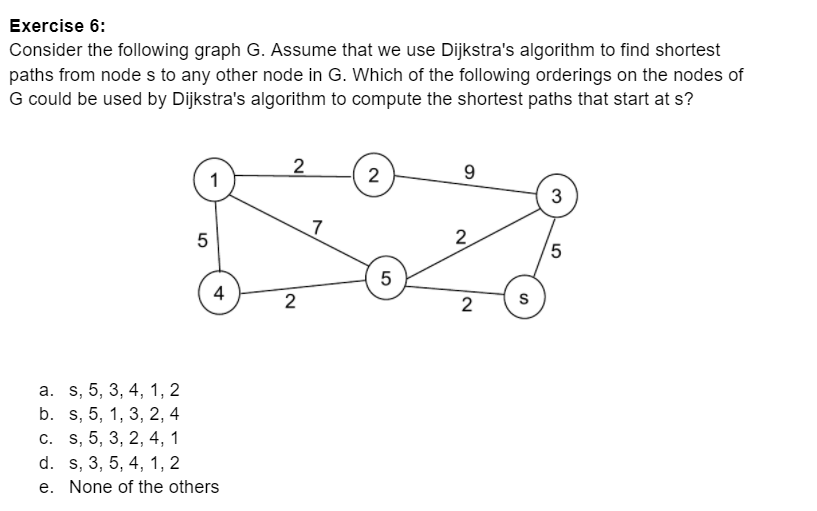 Exercise 6:
Consider the following graph G. Assume that we use Dijkstra's algorithm to find shortest
paths from node s to any other node in G. Which of the following orderings on the nodes of
G could be used by Dijkstra's algorithm to compute the shortest paths that start at s?
2
9
1
2
3
7
5
2
5
5
4
2
2
s
a. s, 5, 3, 4, 1, 2
b. s, 5, 1, 3, 2, 4
c. s, 5, 3, 2, 4, 1
d. s, 3, 5, 4, 1, 2
e. None of the others